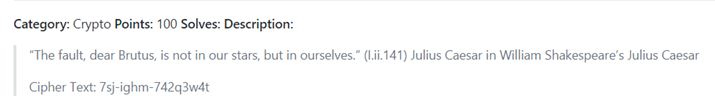 Category: Crypto Points: 100 Solves: Description:
“The fault, dear Brutus, is not in our stars, but in ourselves.” (I.ii.141) Julius Caesar in William Shakespeare’s Julius Caesar
Cipher Text: 7sj-ighm-742q3w4t